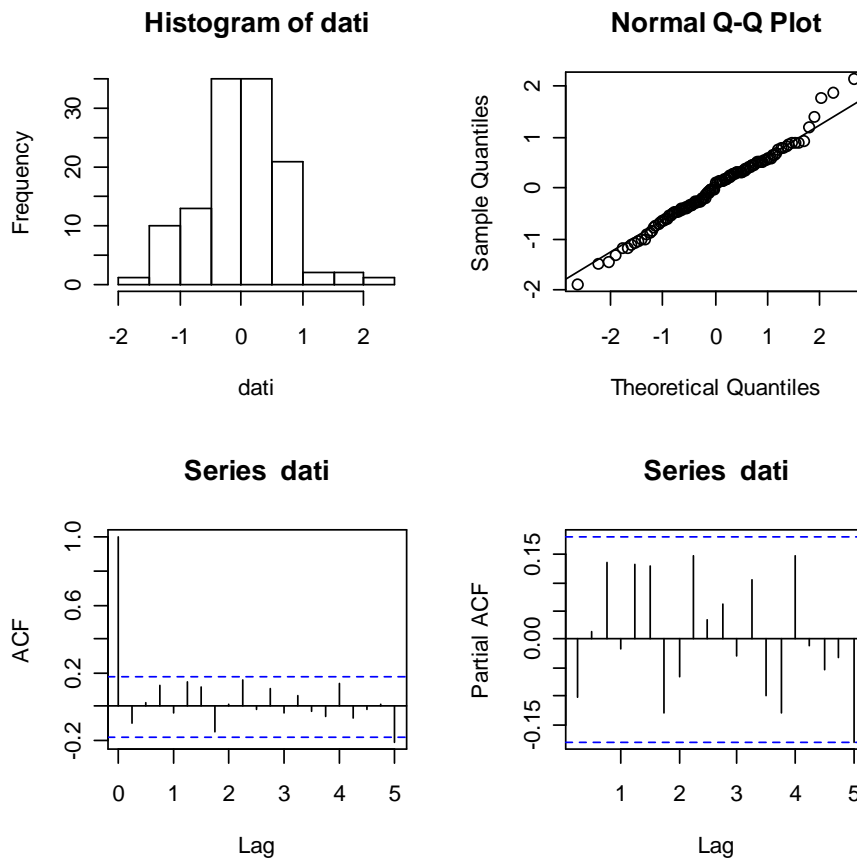 Histogram of dati
Frequency
0 10 20 30
-2 -1 0 1 2
dati
Normal Q-Q Plot
Sample Quantiles
-2 -1 0 1 2
-2 -1 0 1 2
Theoretical Quantiles
Series dati
ACF
-0.2 0.2 0.6 1.0
0 1 2 3 4 5
Lag
Series dati
Partial ACF
-0.15 0.00 0.15
1 2 3 4 5
Lag